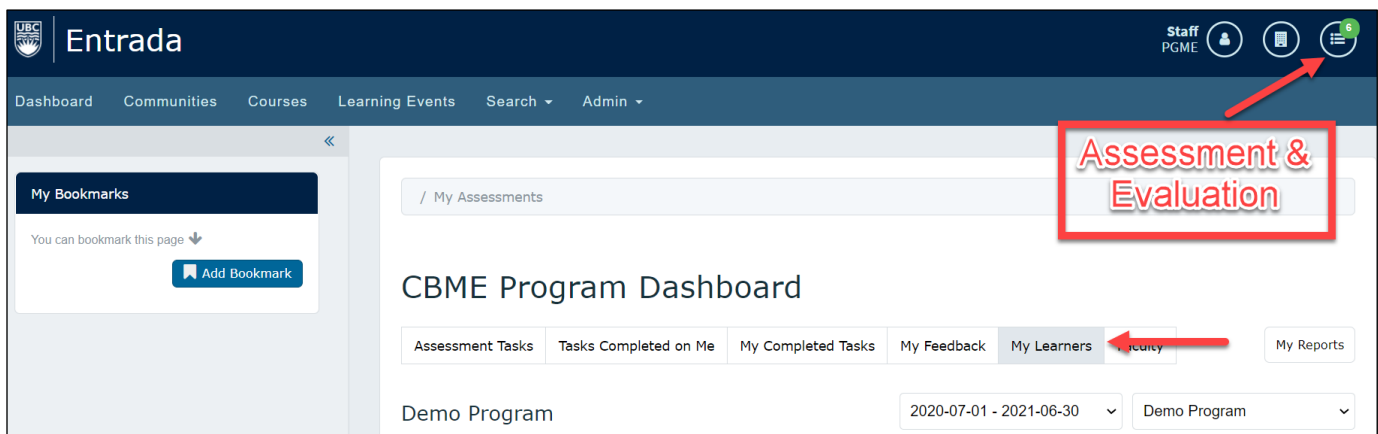 UBC
Entrada
Staff
PGME
6
Dashboard Communities Courses Learning Events Search Admin
«
Assessment &
Evaluation
My Bookmarks
/ My Assessments
You can bookmark this page
Add Bookmark
CBME Program Dashboard
Assessment Tasks Tasks Completed on Me My Completed Tasks My Feedback My Learners Faculty My Reports
Demo Program 2020-07-01 - 2021-06-30 Demo Program